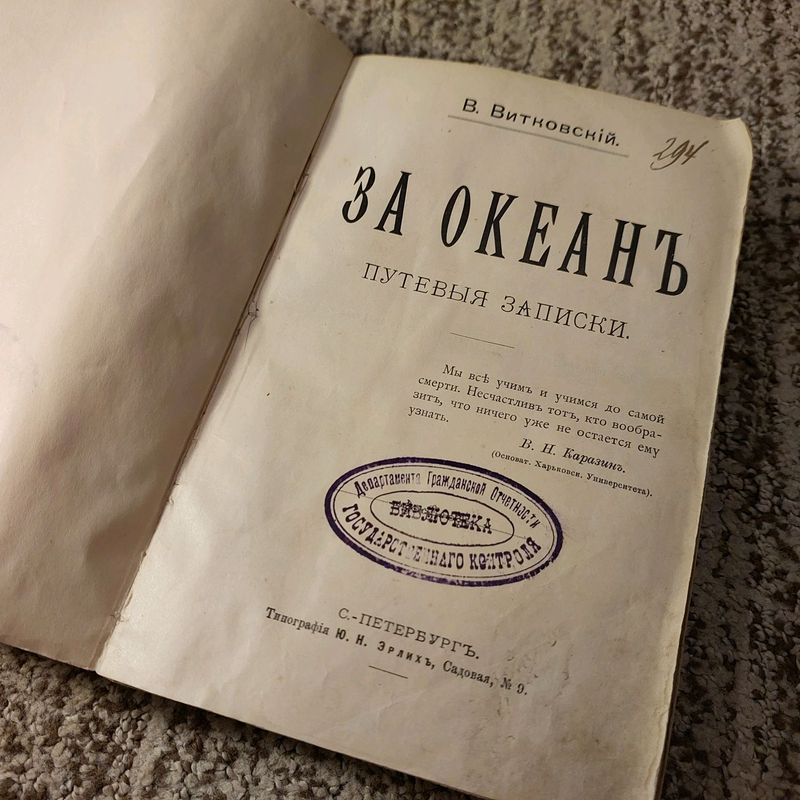 В. Витковскій.
294
ЗА ОКЕАНЪ
ПУТЕВЫЯ ЗАПИСКИ.
Мы всѣ учимъ и учимся до самой
смерти. Несчастливъ тотъ, кто вообра-
зитъ, что ничего уже не остается ему
узнать.
В. Н. Каразинъ.
(Основат. Харьковск. Университета).
Департамента Гражданской Отчетности
БИБЛІОТЕКА
ГОСУДАРСТВЕННАГО КОНТРОЛЯ
С.-ПЕТЕРБУРГЪ.
Типографія Ю. Н. Эрлихъ, Садовая, № 9.